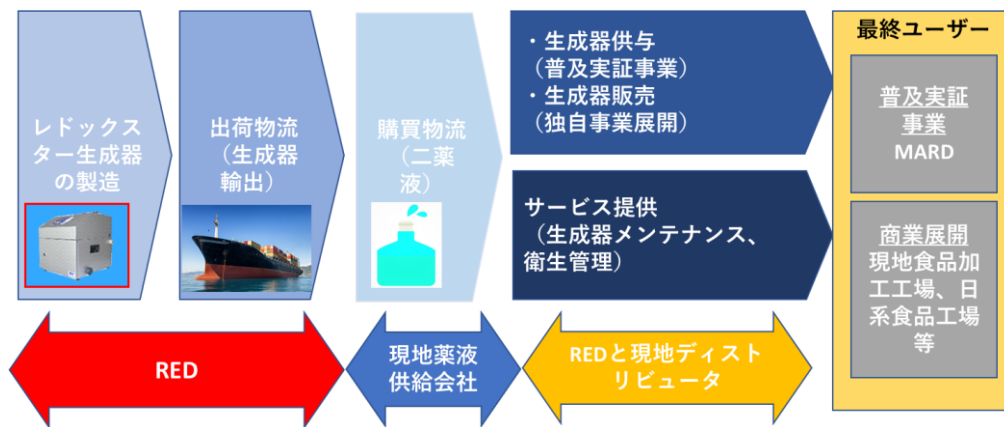 レドックス
ター生成器
の製造
出荷物流
（生成器
輸出）
購買物流
（二薬
液）
・生成器供与
（普及実証事業）
・生成器販売
（独自事業展開）
サービス提供
（生成器メンテナンス、
衛生管理）
最終ユーザー
普及実証
事業
MARD
商業展開
現地食品加
工工場、日
系食品工場
等
RED
現地薬液
供給会社
REDと現地ディスト
リビュータ